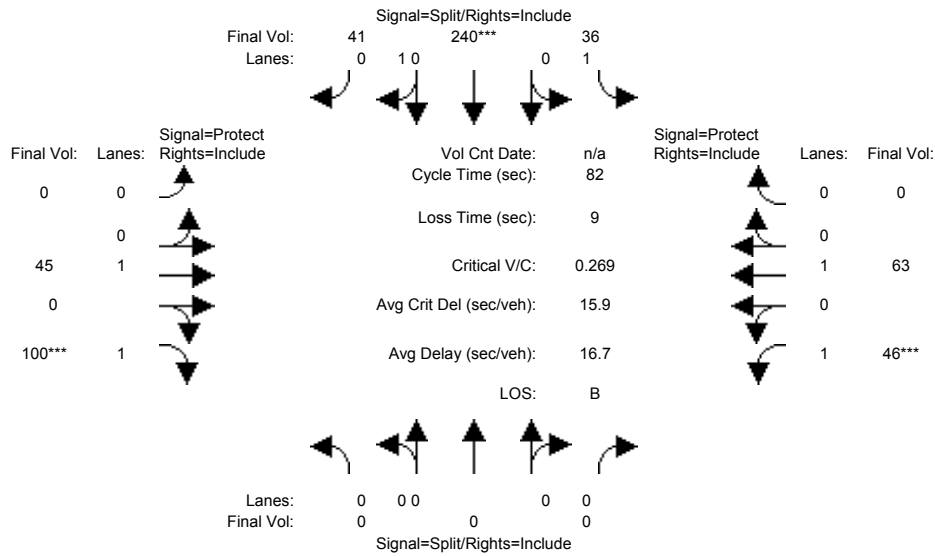 Signal=Split/Rights=Include
Final Vol: 41 240*** 36
Lanes: 0 1 0 0 1
Signal=Protect Signal=Protect
Final Vol: Lanes: Rights=Include Vol Cnt Date: n/a Rights=Include Lanes: Final Vol:
Cycle Time (sec): 82
0 0 0 0
Loss Time (sec): 9
0 0
45 1 Critical V/C: 0.269 1 63
0 Avg Crit Del (sec/veh): 15.9 0
100*** 1 Avg Delay (sec/veh): 16.7 1 46***
LOS: B
Lanes: 0 0 0 0 0
Final Vol: 0 0 0
Signal=Split/Rights=Include